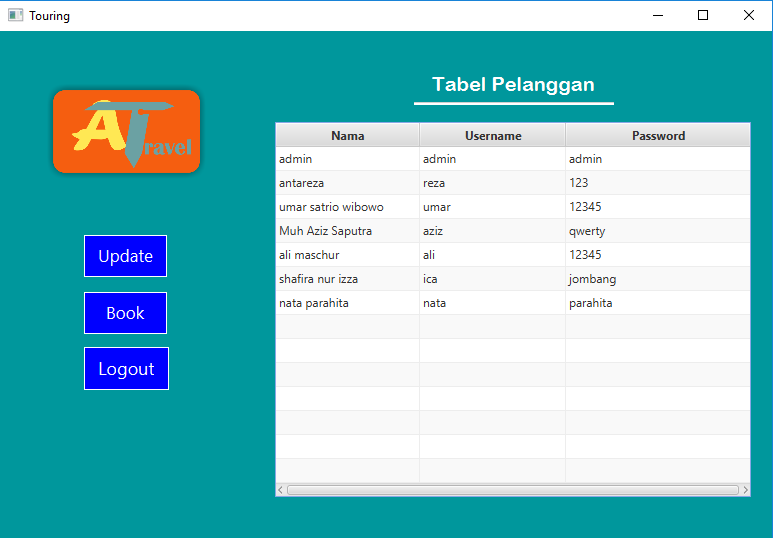 Touring
Tabel Pelanggan
A Travel
Update
Book
Logout
Nama Username Password
admin admin admin
antareza reza 123
umar satrio wibowo umar 12345
Muh Aziz Saputra aziz qwerty
ali maschur ali 12345
shafira nur izza ica jombang
nata parahita nata parahita